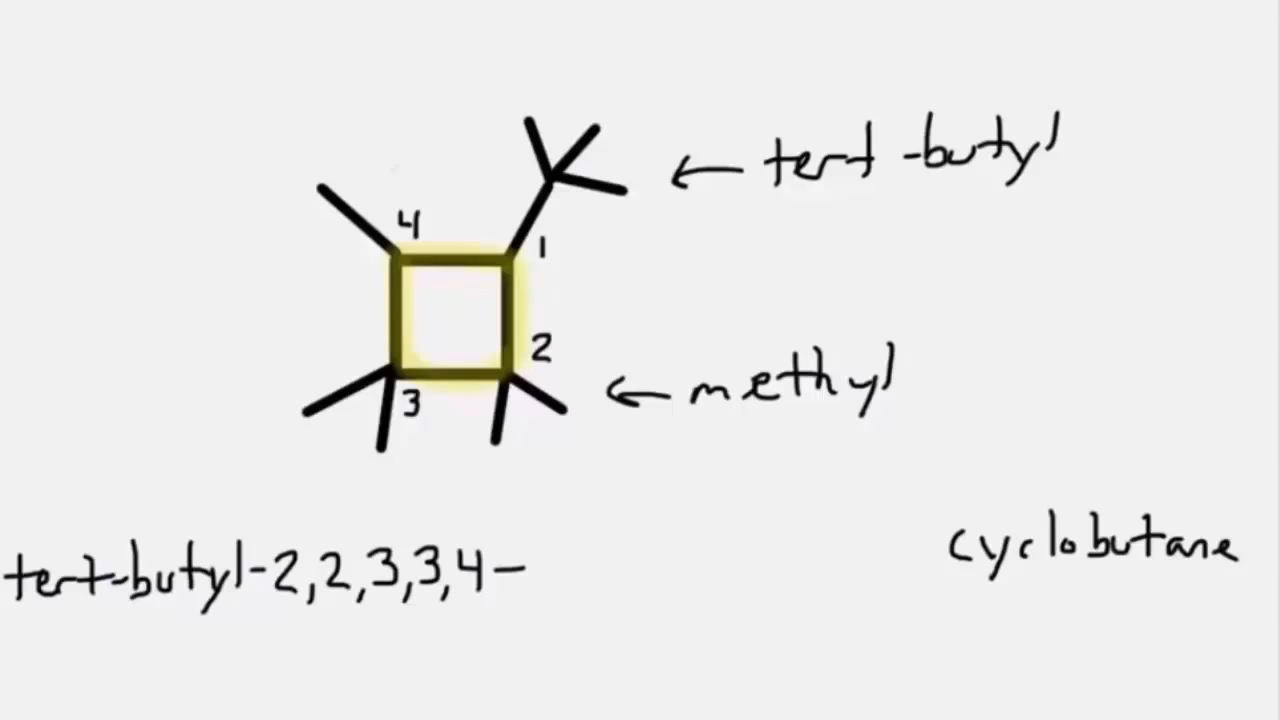 ← tert-butyl
4
1
2
← methyl
3
cyclobutane
tert-butyl-2,2,3,3,4-